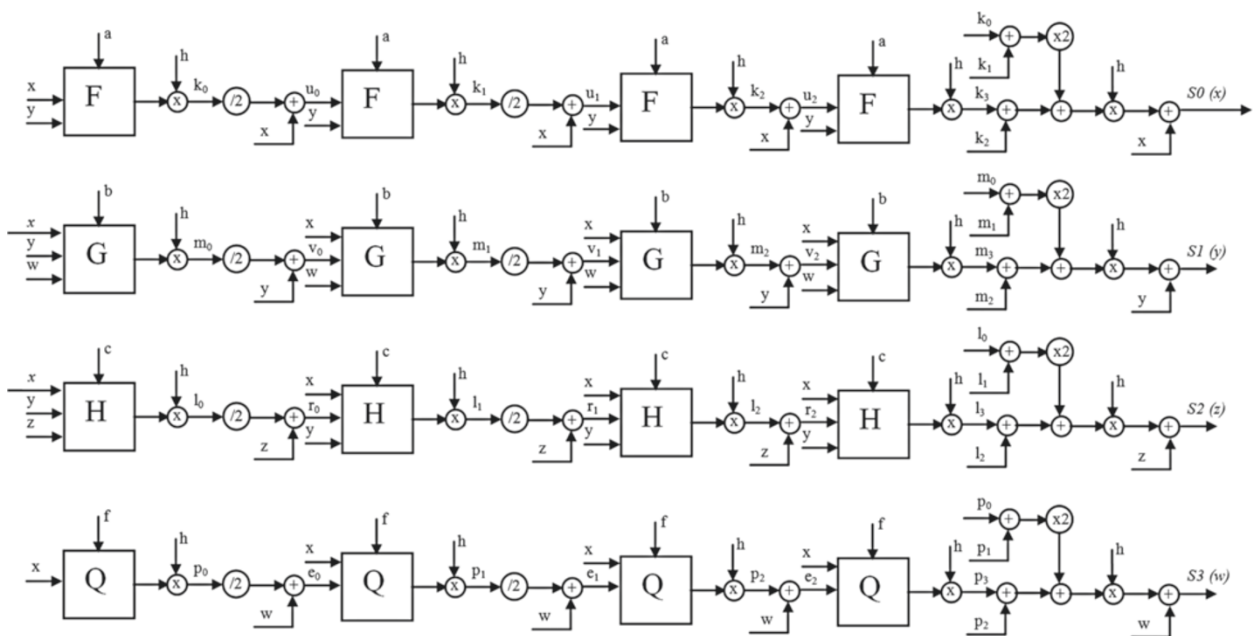 a a a a k₀ + x2
h h h h k₁ h
x F x k₀ /2 + u₀ F x k₁ /2 + u₁ F x k₂ + u₂ F x k₃ + + x + S0 (x)
y x y x y x y k₂ x
b b b b m₀ + x2
h h h h m₁ h
x x x x
y G x m₀ /2 + v₀ G x m₁ /2 + v₁ G x m₂ + v₂ G x m₃ + + x + S1 (y)
w y w y w y w m₂ y
c c c c l₀ + x2
h h h h l₁ h
x x x x
y H x l₀ /2 + r₀ H x l₁ /2 + r₁ H x l₂ + r₂ H x l₃ + + x + S2 (z)
z z y z y z y l₂ z
f f f f p₀ + x2
h h h h p₁ h
x x x
x Q x p₀ /2 + e₀ Q x p₁ /2 + e₁ Q x p₂ + e₂ Q x p₃ + + x + S3 (w)
w w w p₂ w